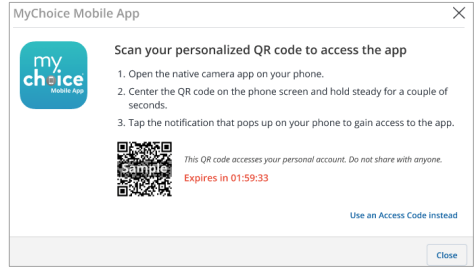 MyChoice Mobile App
my
choice
Mobile App
Scan your personalized QR code to access the app
1. Open the native camera app on your phone.
2. Center the QR code on the phone screen and hold steady for a couple of
seconds.
3. Tap the notification that pops up on your phone to gain access to the app.
Sample
This QR code accesses your personal account. Do not share with anyone.
Expires in 01:59:33
Use an Access Code instead
Close